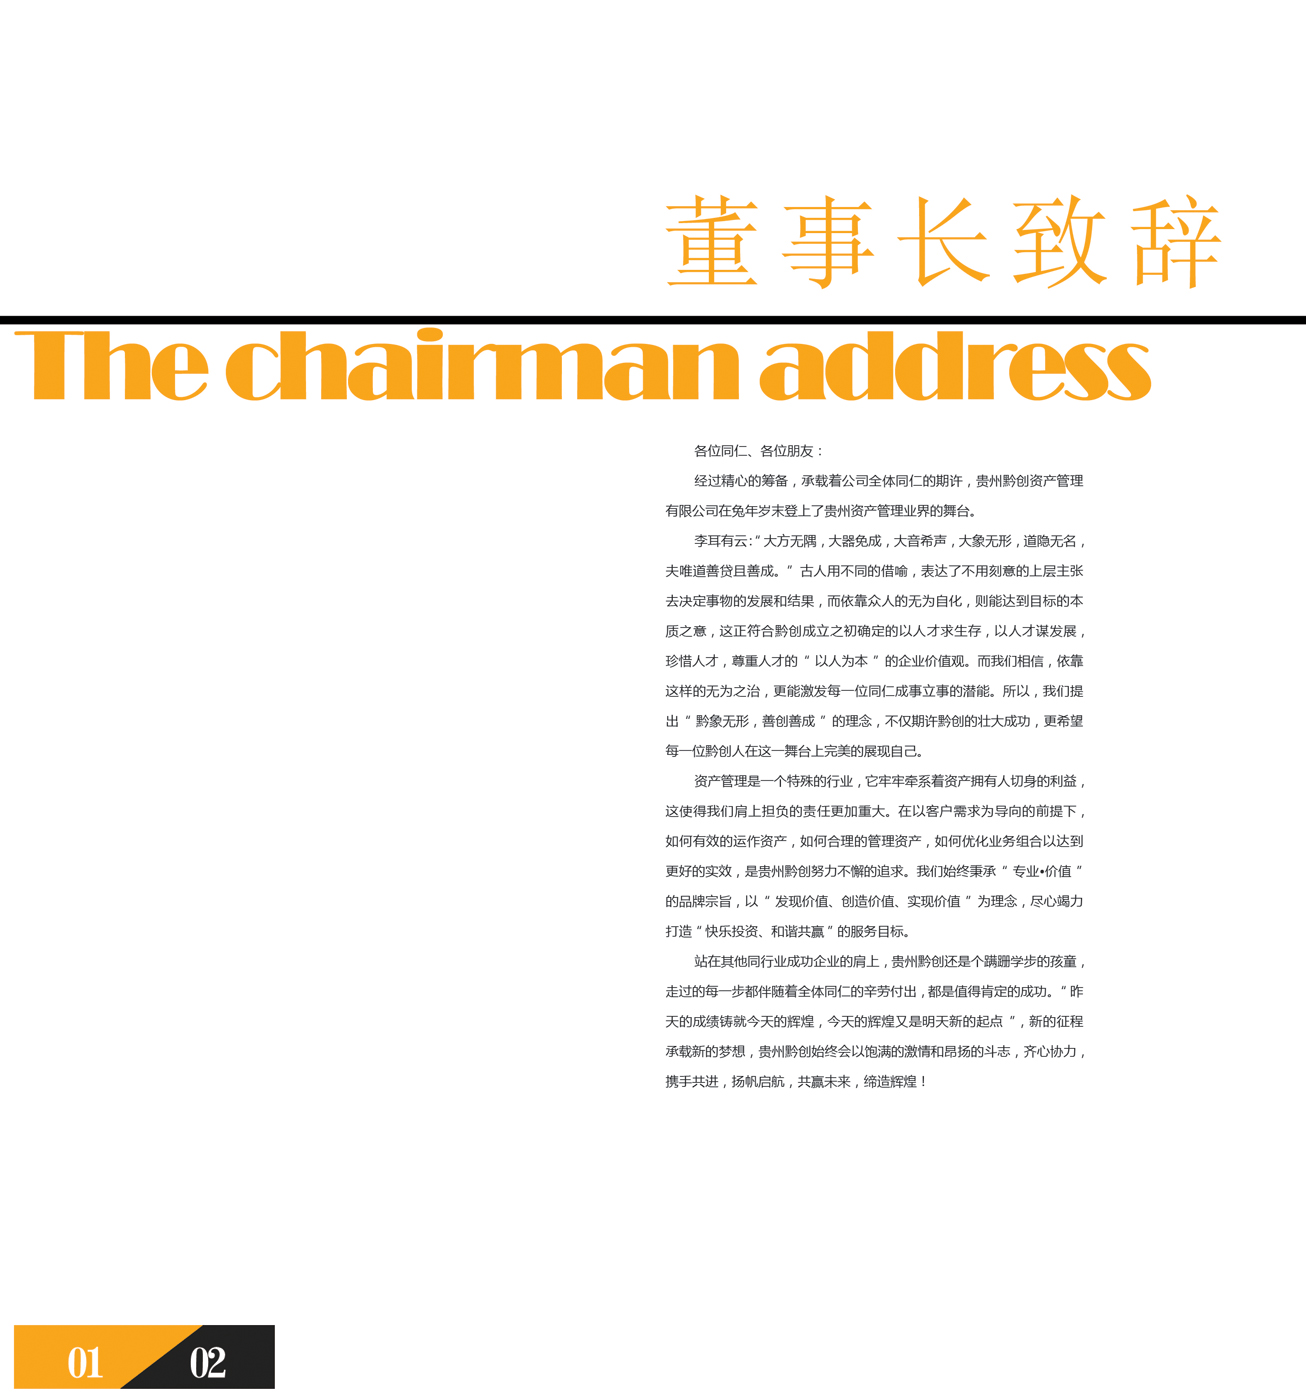 董事长致辞
The chairman address
各位同仁、各位朋友：
经过精心的筹备，承载着公司全体同仁的期许，贵州黔创资产管理
有限公司在兔年岁末登上了贵州资产管理业界的舞台。
李耳有云：“大方无隅，大器免成，大音希声，大象无形，道隐无名，
夫唯道善贷且善成。”古人用不同的借喻，表达了不用刻意的上层主张
去决定事物的发展和结果，而依靠众人的无为自化，则能达到目标的本
质之意，这正符合黔创成立之初确定的以人才求生存，以人才谋发展，
珍惜人才，尊重人才的“以人为本”的企业价值观。而我们相信，依靠
这样的无为之治，更能激发每一位同仁成事立事的潜能。所以，我们提
出“黔象无形，善创善成”的理念，不仅期许黔创的壮大成功，更希望
每一位黔创人在这一舞台上完美的展现自己。
资产管理是一个特殊的行业，它牢牢牵系着资产拥有人切身的利益，
这使得我们肩上担负的责任更加重大。在以客户需求为导向的前提下，
如何有效的运作资产，如何合理的管理资产，如何优化业务组合以达到
更好的实效，是贵州黔创努力不懈的追求。我们始终秉承“专业•价值”
的品牌宗旨，以“发现价值、创造价值、实现价值”为理念，尽心竭力
打造“快乐投资、和谐共赢”的服务目标。
站在其他同行业成功企业的肩上，贵州黔创还是个蹒跚学步的孩童，
走过的每一步都伴随着全体同仁的辛劳付出，都是值得肯定的成功。“昨
天的成绩铸就今天的辉煌，今天的辉煌又是明天新的起点”，新的征程
承载新的梦想，贵州黔创始终会以饱满的激情和昂扬的斗志，齐心协力，
携手共进，扬帆启航，共赢未来，缔造辉煌！
01 02